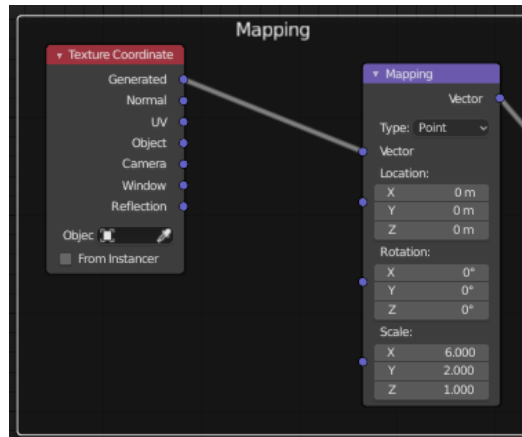 Mapping
Texture Coordinate
Generated
Normal
UV
Object
Camera
Window
Reflection
Objec
From Instancer
Mapping
Vector
Type: Point
Vector
Location:
X 0 m
Y 0 m
Z 0 m
Rotation:
X 0°
Y 0°
Z 0°
Scale:
X 6.000
Y 2.000
Z 1.000